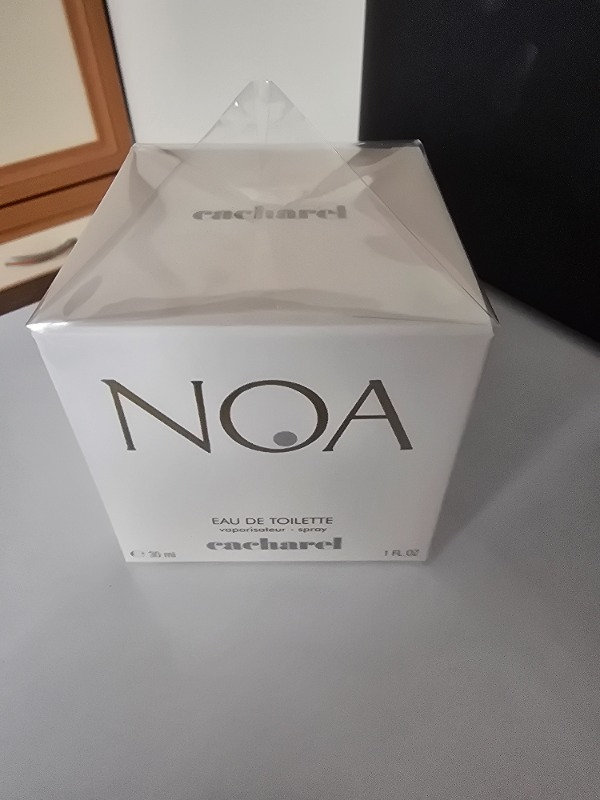 cacharel
NOA
EAU DE TOILETTE
vaporisateur - spray
cacharel
e 30 ml
1 FL OZ